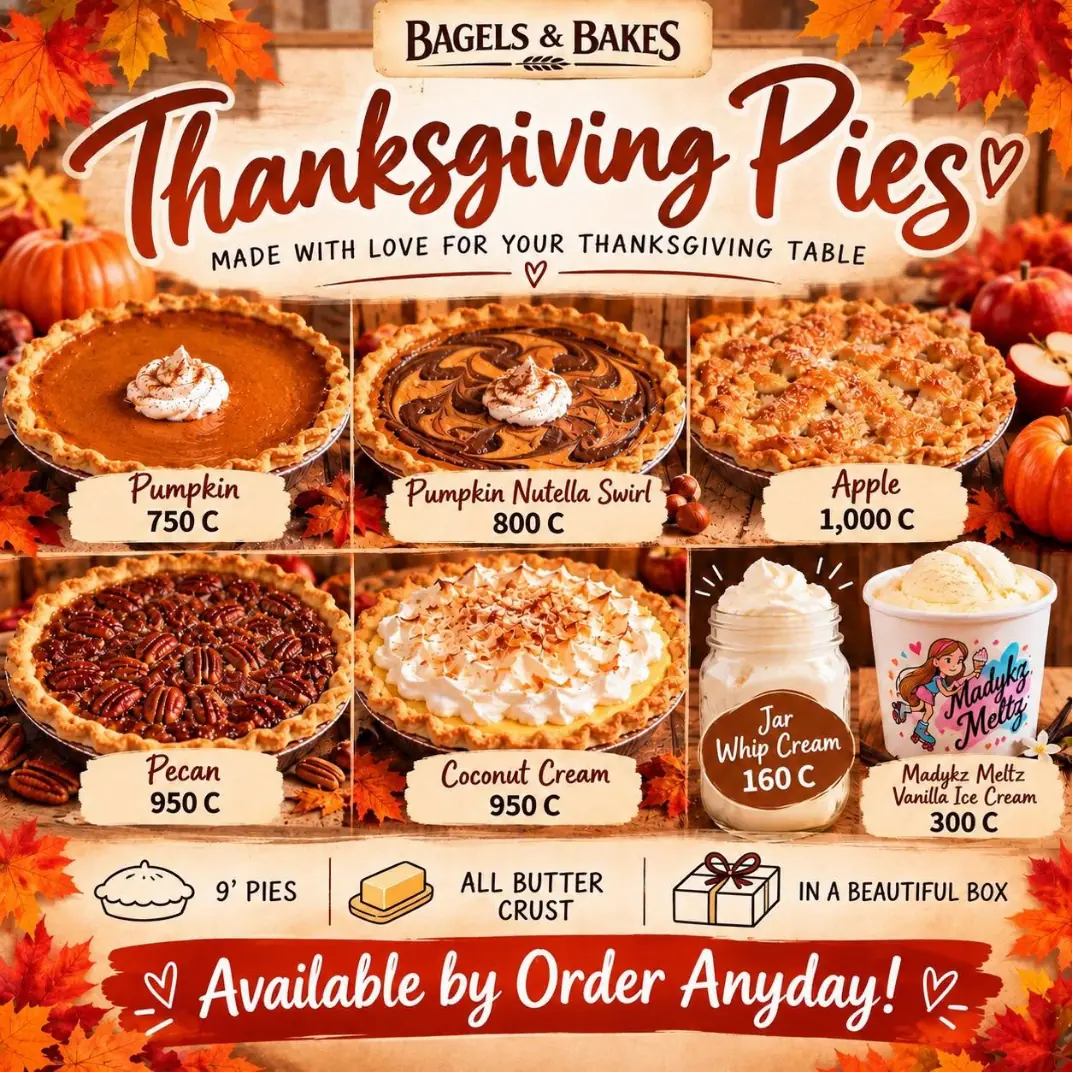 BAGELS & BAKES
Thanksgiving Pies
MADE WITH LOVE FOR YOUR THANKSGIVING TABLE
Pumpkin
750 C
Pumpkin Nutella Swirl
800 C
Apple
1,000 C
Pecan
950 C
Coconut Cream
950 C
Jar
Whip Cream
160 C
Madykz
Meltz
Madykz Meltz
Vanilla Ice Cream
300 C
9' PIES
ALL BUTTER
CRUST
IN A BEAUTIFUL BOX
Available by Order Anyday!